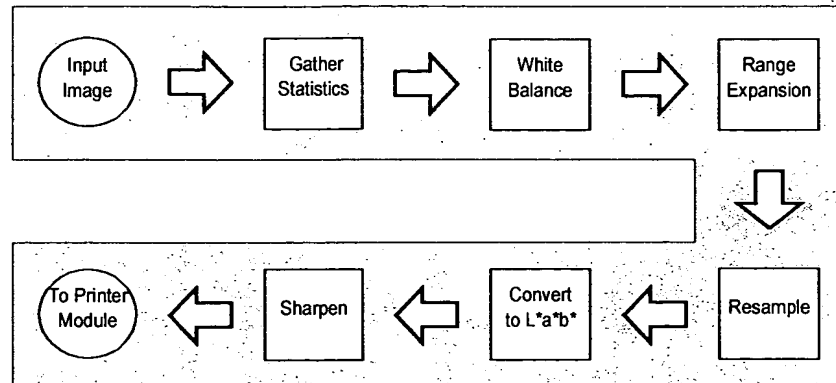 Input
Image
Gather
Statistics
White
Balance
Range
Expansion
Resample
Convert
to L*a*b*
Sharpen
To Printer
Module